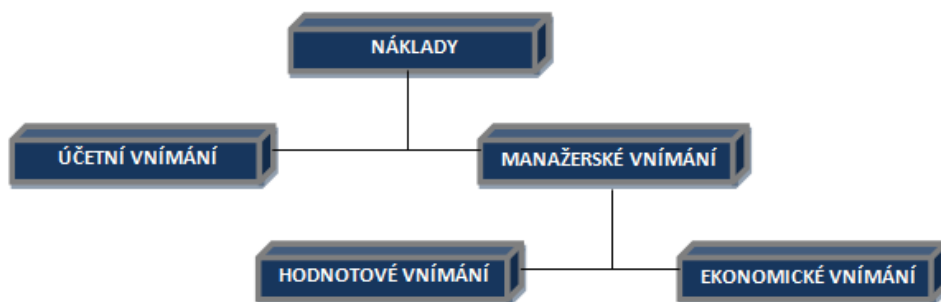 NÁKLADY
ÚČETNÍ VNÍMÁNÍ
MANAŽERSKÉ VNÍMÁNÍ
HODNOTOVÉ VNÍMÁNÍ
EKONOMICKÉ VNÍMÁNÍ